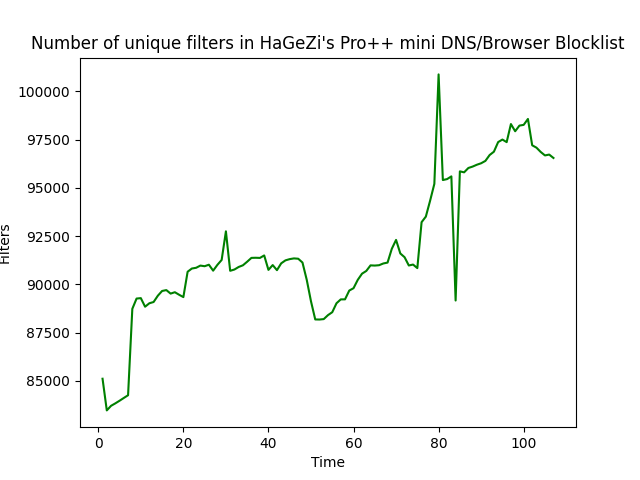 Number of unique filters in HaGeZi's Pro++ mini DNS/Browser Blocklist
100000
97500
95000
92500
90000
87500
85000
Filters
0 20 40 60 80 100
Time